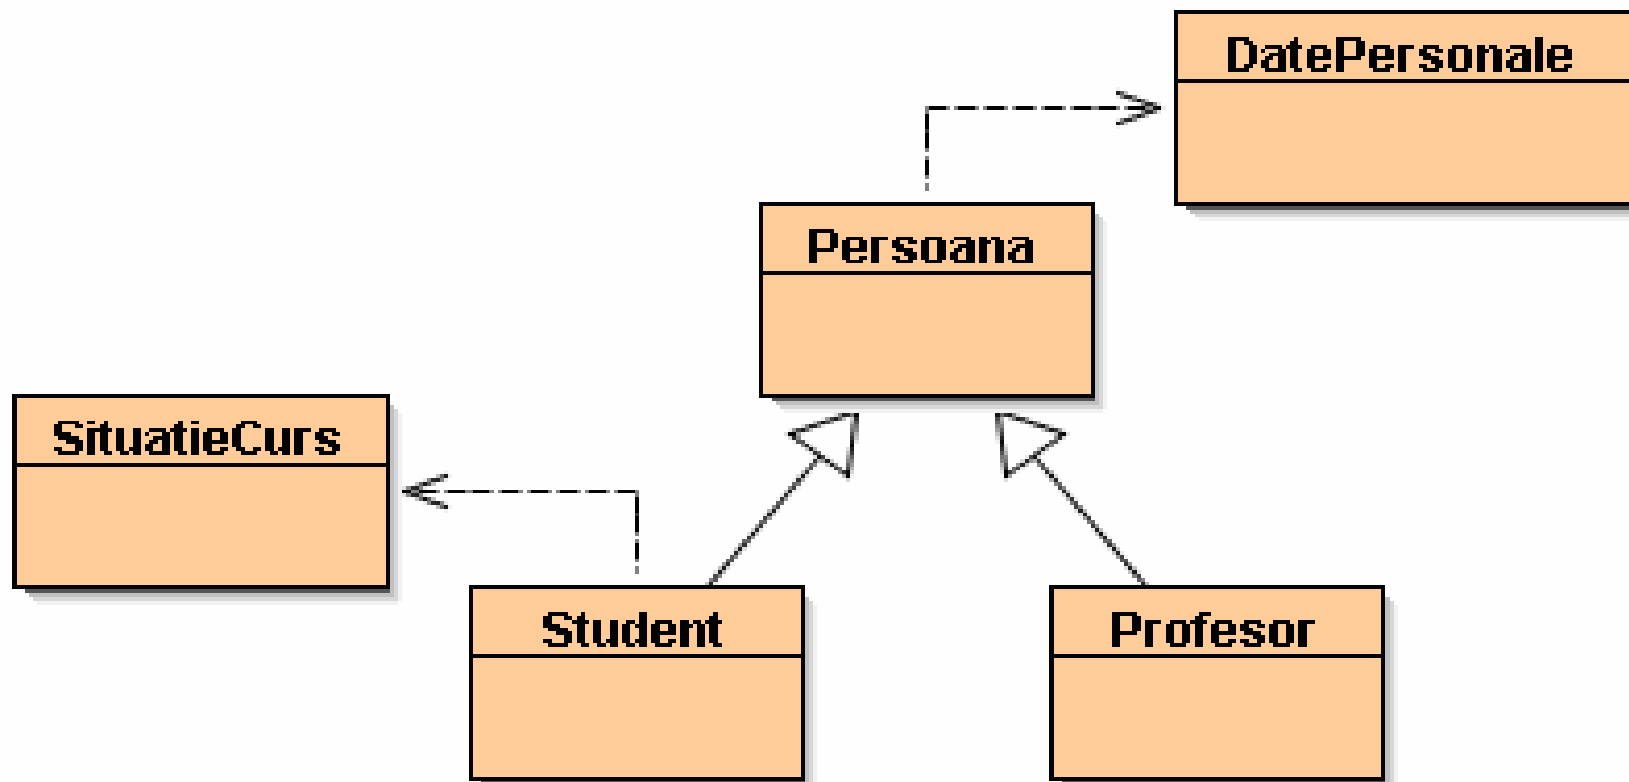 DatePersonale
Persoana
SituatieCurs
Student
Profesor